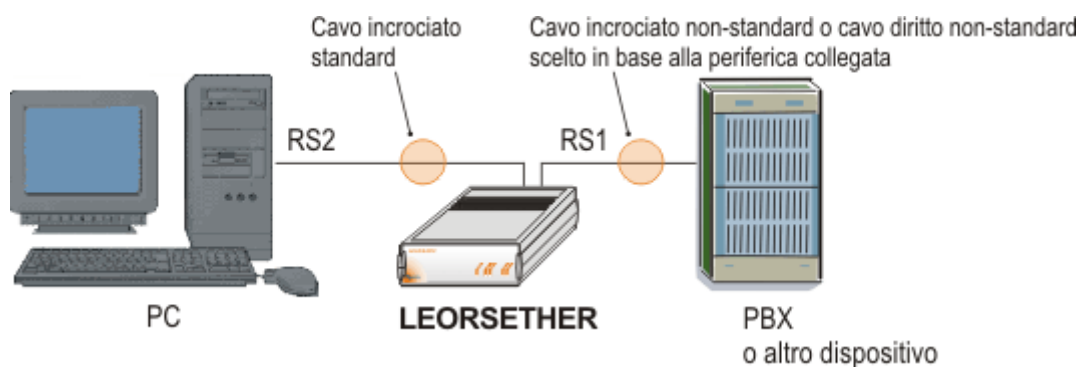 Cavo incrociato
standard
Cavo incrociato non-standard o cavo diritto non-standard
scelto in base alla periferica collegata
RS2
RS1
PC
LEORSETHER
PBX
o altro dispositivo